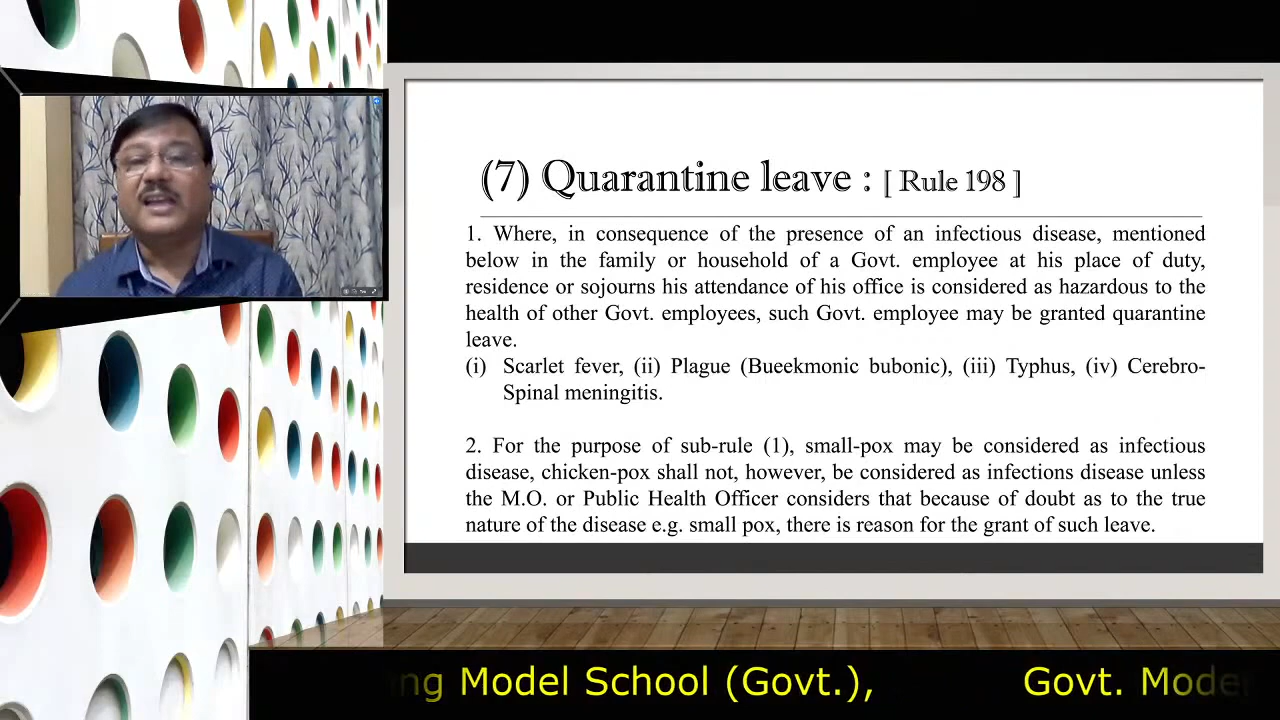 (7) Quarantine leave : [ Rule 198 ]
1. Where, in consequence of the presence of an infectious disease, mentioned
below in the family or household of a Govt. employee at his place of duty,
residence or sojourns his attendance of his office is considered as hazardous to the
health of other Govt. employees, such Govt. employee may be granted quarantine
leave.
(i) Scarlet fever, (ii) Plague (Bueekmonic bubonic), (iii) Typhus, (iv) Cerebro-
Spinal meningitis.
2. For the purpose of sub-rule (1), small-pox may be considered as infectious
disease, chicken-pox shall not, however, be considered as infections disease unless
the M.O. or Public Health Officer considers that because of doubt as to the true
nature of the disease e.g. small pox, there is reason for the grant of such leave.
ng Model School (Govt.), Govt. Mode